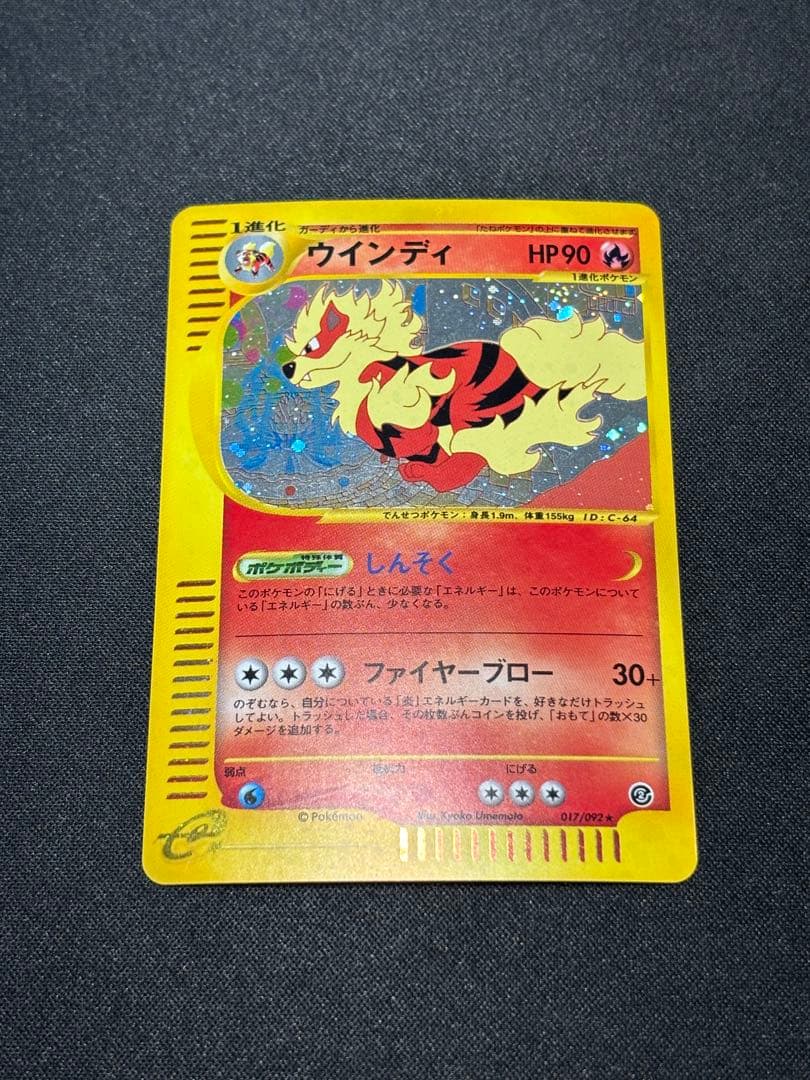 1進化 ガーディから進化 「たねポケモン」の上に重ねて進化させます
ウインディ HP90
1進化ポケモン
でんせつポケモン:身長1.9m、体重155kg ID:C-64
特殊体質
ポケボディー しんそく
このポケモンの「にげる」ときに必要な「エネルギー」は、このポケモンについて
いる「エネルギー」の数ぶん、少なくなる。
ファイヤーブロー 30+
のぞむなら、自分についている「炎」エネルギーカードを、好きなだけトラッシュ
してよい。トラッシュした場合、その枚数ぶんコインを投げ、「おもて」の数×30
ダメージを追加する。
弱点 抵抗力 にげる
©Pokémon Illus. Kyoko Umemoto 017/092★
e